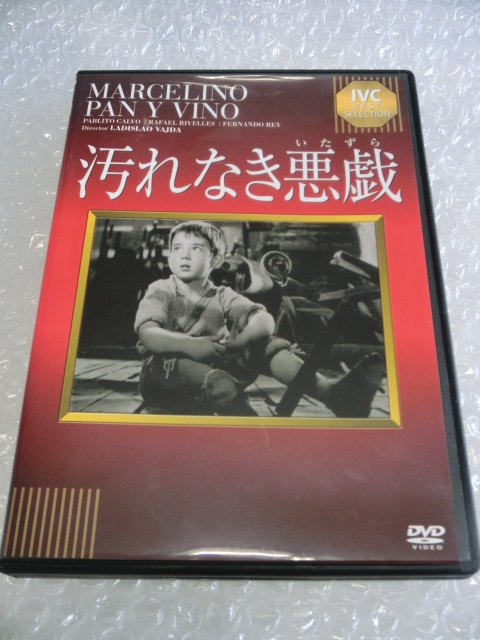 MARCELINO
PAN Y VINO
PABLITO CALVO / RAFAEL RIVELLES / FERNANDO REY
Director LADISLAO VAJDA
IVC
BEST
SELECTION
いたずら
汚れなき悪戯
DVD
VIDEO